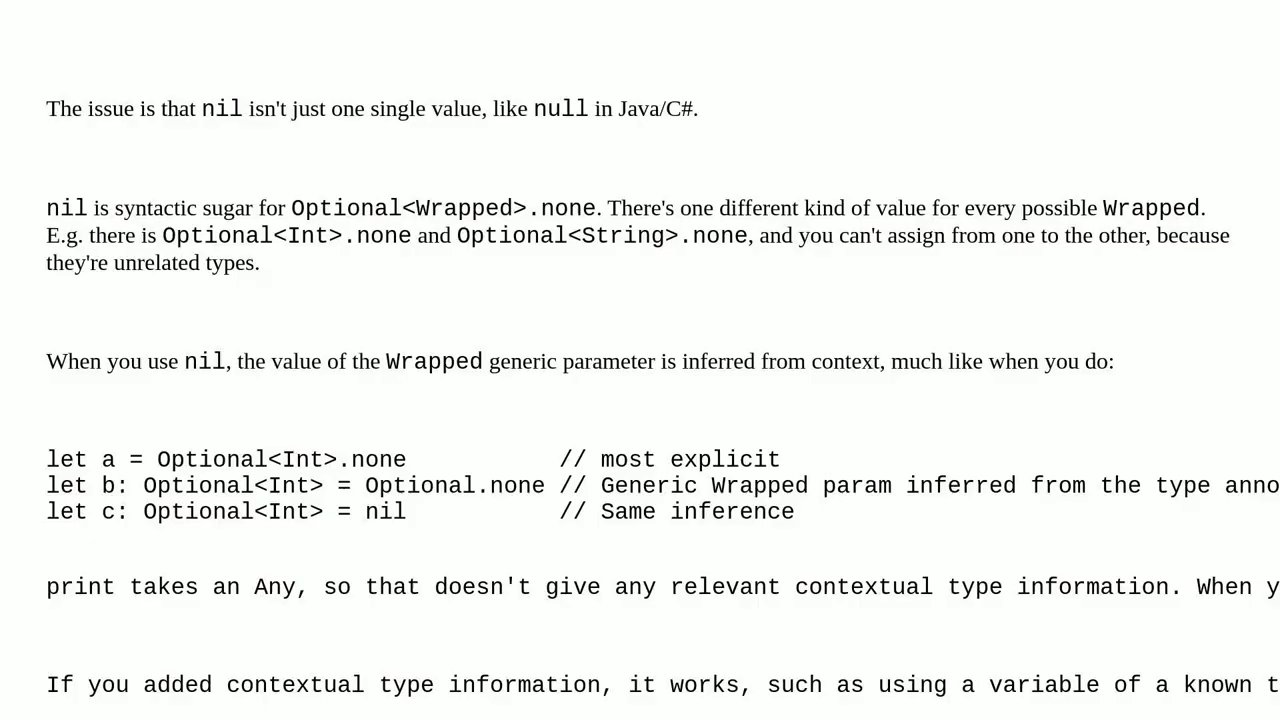 The issue is that nil isn't just one single value, like null in Java/C#.
nil is syntactic sugar for Optional<Wrapped>.none. There's one different kind of value for every possible Wrapped.
E.g. there is Optional<Int>.none and Optional<String>.none, and you can't assign from one to the other, because
they're unrelated types.
When you use nil, the value of the Wrapped generic parameter is inferred from context, much like when you do:
let a = Optional<Int>.none           // most explicit
let b: Optional<Int> = Optional.none // Generic Wrapped param inferred from the type anno
let c: Optional<Int> = nil           // Same inference
print takes an Any, so that doesn't give any relevant contextual type information. When y
If you added contextual type information, it works, such as using a variable of a known t